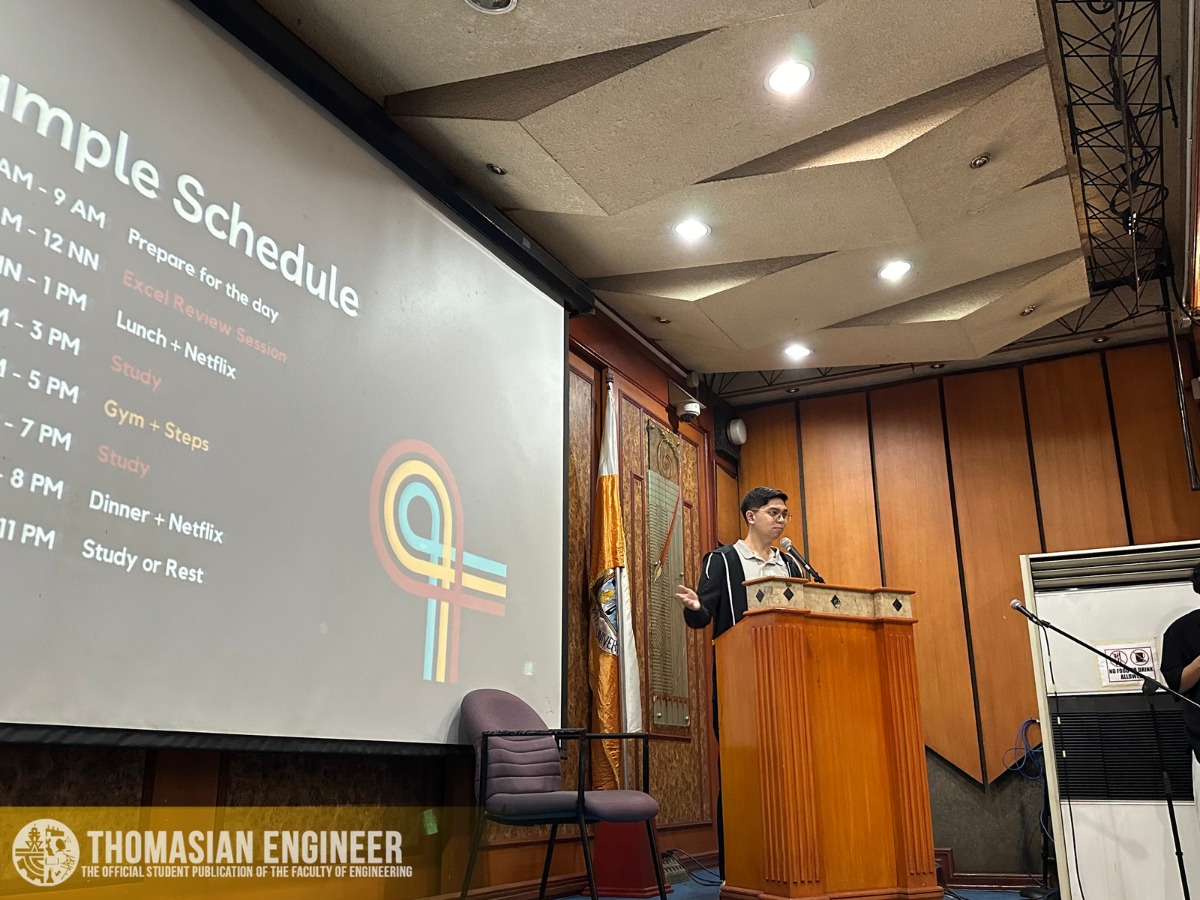 ample Schedule
AM - 9 AM Prepare for the day
M - 12 NN Excel Review Session
NN - 1 PM Lunch + Netflix
M - 3 PM Study
M - 5 PM Gym + Steps
- 7 PM Study
- 8 PM Dinner + Netflix
11 PM Study or Rest
NO FOOD & DRINK
ALLOWED
THOMASIAN ENGINEER
THE OFFICIAL STUDENT PUBLICATION OF THE FACULTY OF ENGINEERING